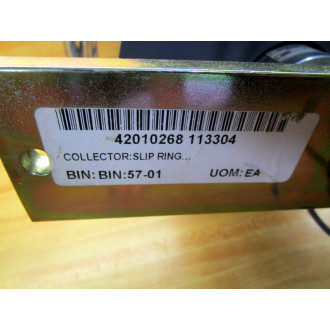 42010268 113304
COLLECTOR:SLIP RING...
BIN: BIN:57-01 UOM: EA